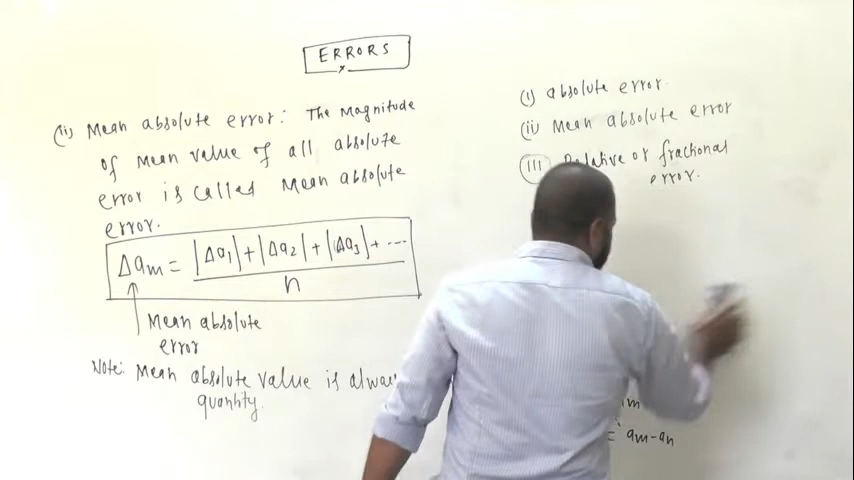 ERRORS
(ii) Mean absolute error: The Magnitude
of Mean value of all absolute
error is called Mean absolute
error.
Δam = |Δa1| + |Δa2| + |Δa3| + ...
n
Mean absolute
error
Note: Mean absolute value is
quantity.
(i) absolute error.
(ii) Mean absolute error
(III) Relative or fractional
error.
= am-an